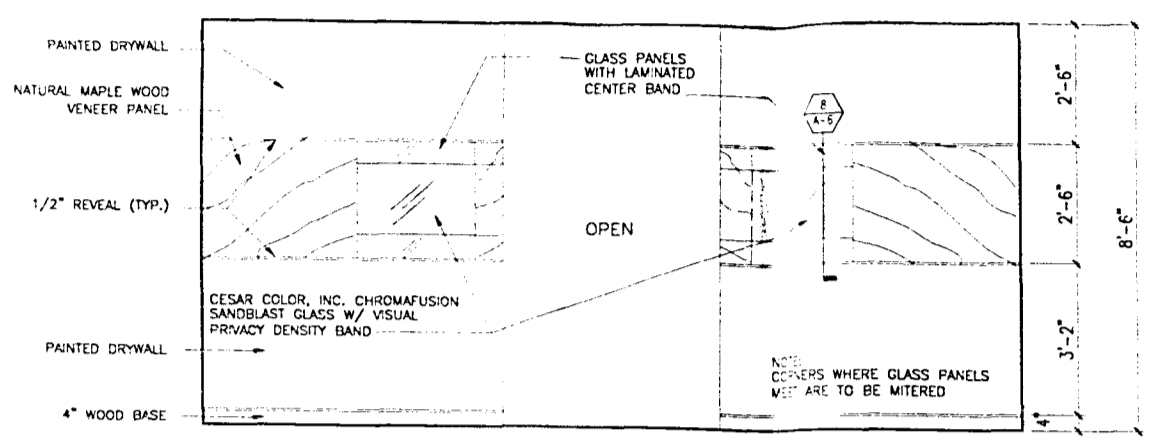 PAINTED DRYWALL
NATURAL MAPLE WOOD
VENEER PANEL
1/2" REVEAL (TYP.)
GLASS PANELS
WITH LAMINATED
CENTER BAND
8
A-6
OPEN
CESAR COLOR, INC. CHROMAFUSION
SANDBLAST GLASS W/ VISUAL
PRIVACY DENSITY BAND
PAINTED DRYWALL
4" WOOD BASE
NOTE:
CORNERS WHERE GLASS PANELS
MEET ARE TO BE MITERED
2'-6"
2'-6"
3'-2"
4"
8'-6"